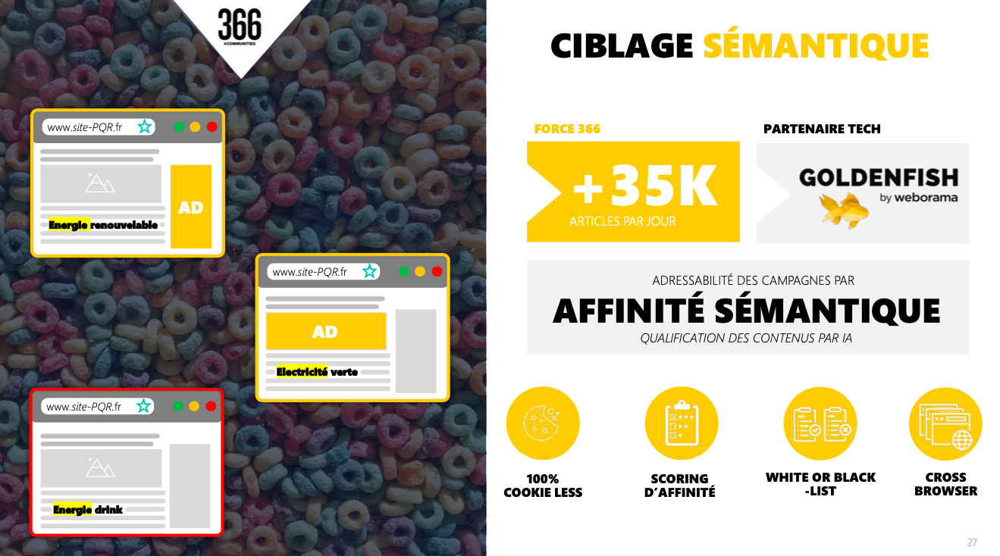 366
#COMMUNITIES
www.site-PQR.fr
AD
Energie renouvelable
www.site-PQR.fr
AD
Electricité verte
www.site-PQR.fr
Energie drink
CIBLAGE SÉMANTIQUE
FORCE 366
+35K
ARTICLES PAR JOUR
PARTENAIRE TECH
GOLDENFISH
by weborama
ADRESSABILITÉ DES CAMPAGNES PAR
AFFINITÉ SÉMANTIQUE
QUALIFICATION DES CONTENUS PAR IA
100%
COOKIE LESS
SCORING
D’AFFINITÉ
WHITE OR BLACK
-LIST
CROSS
BROWSER
27